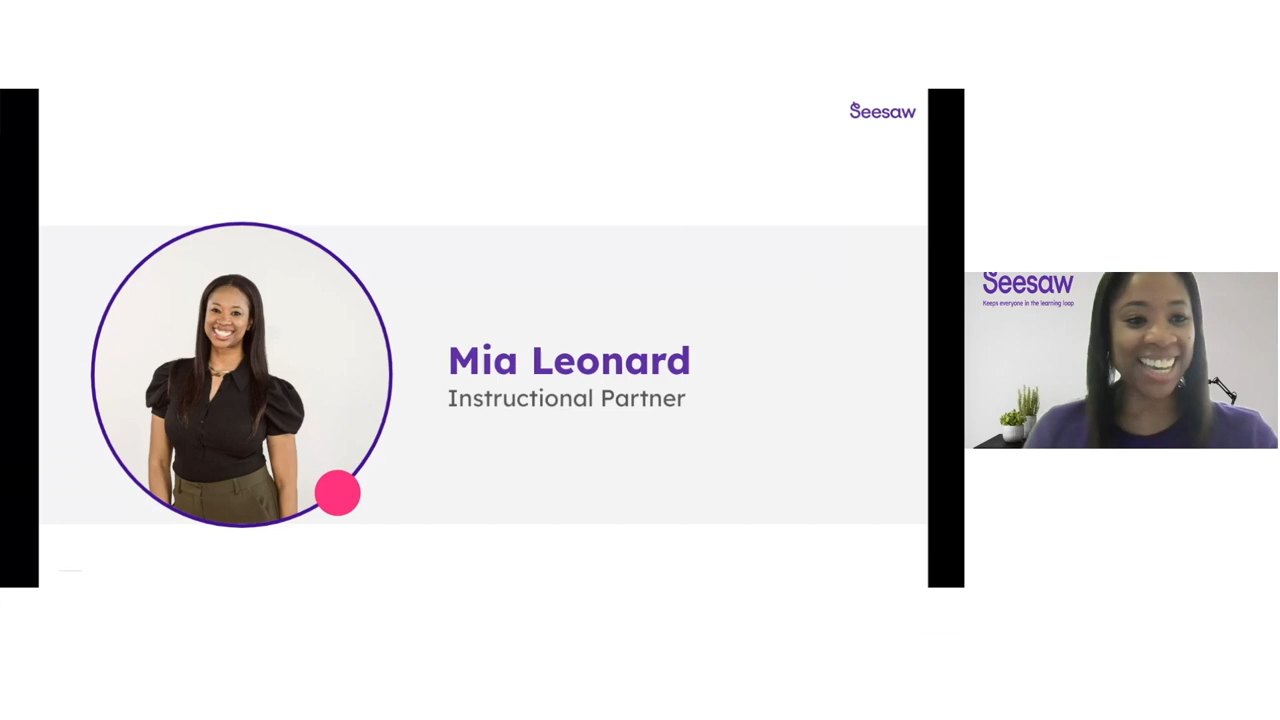 Seesaw
Mia Leonard
Instructional Partner
Seesaw
Keeps everyone in the learning loop